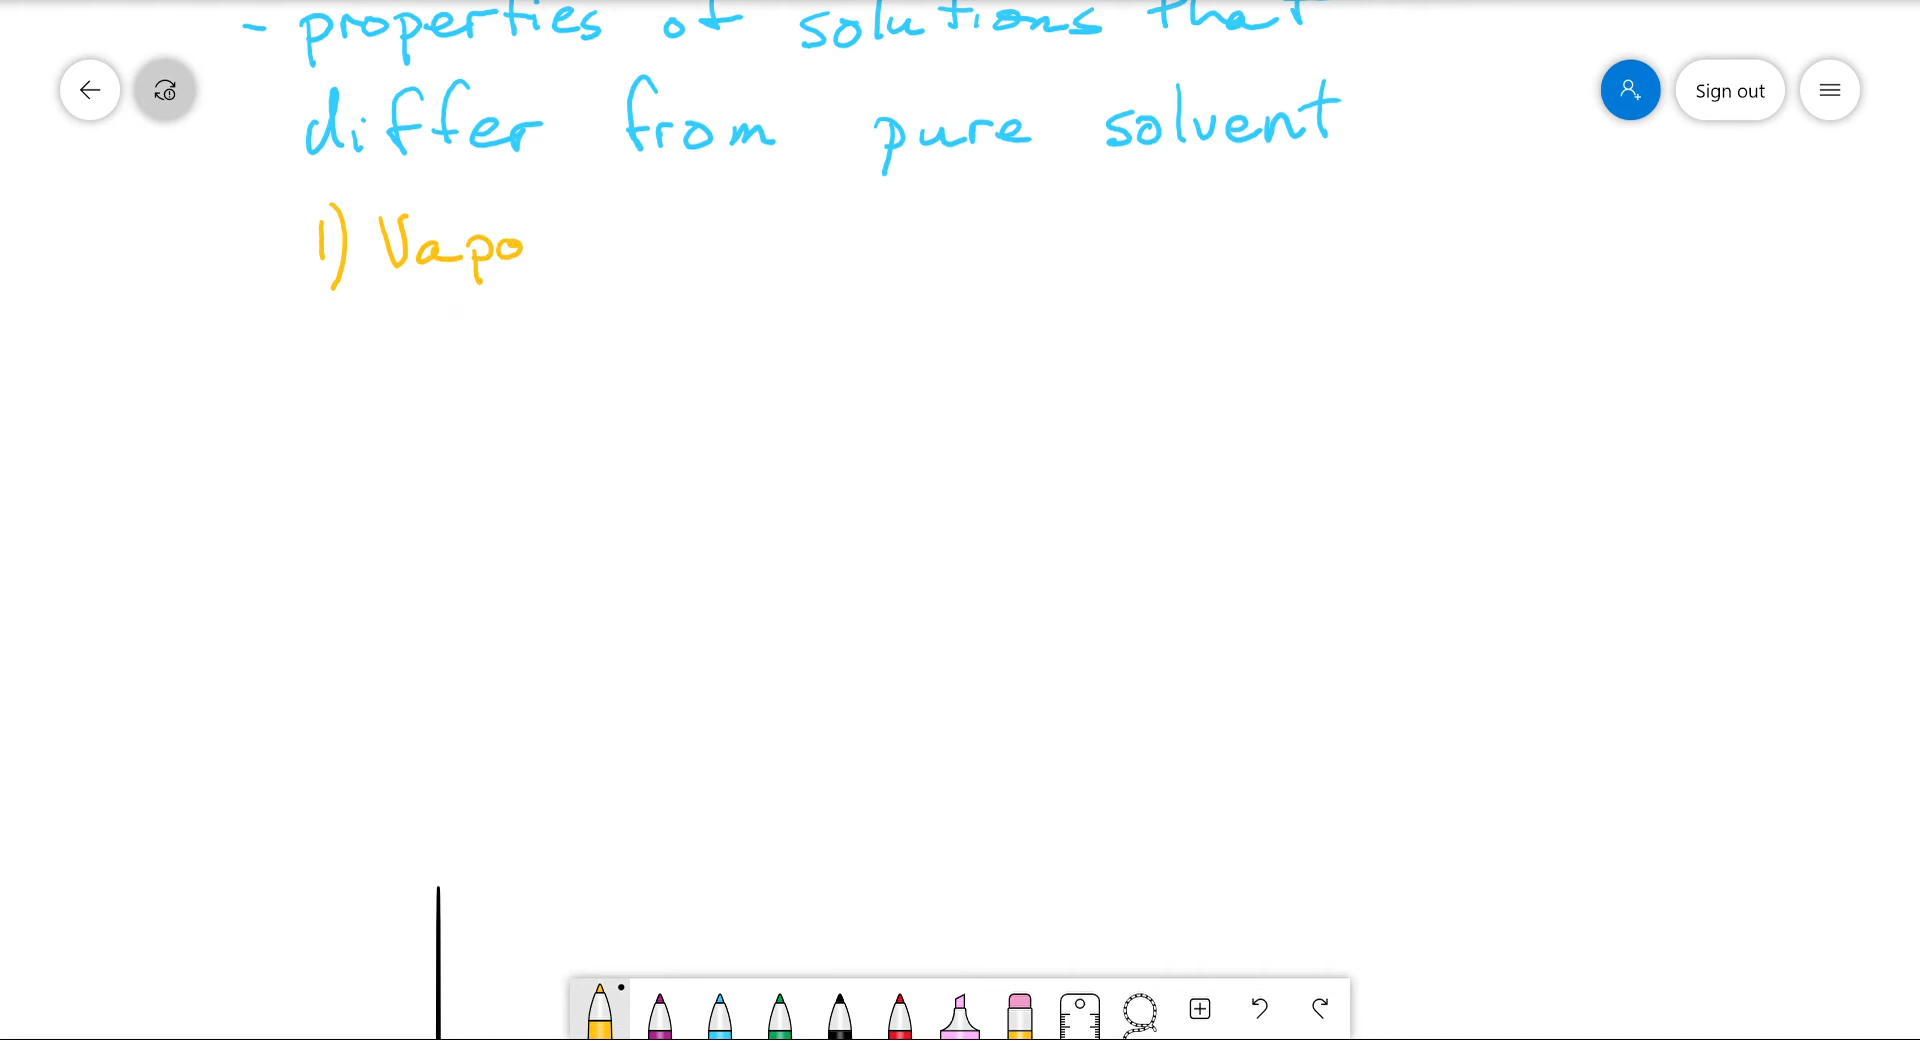 - properties of solutions that
Sign out
differ from pure solvent
1) Vapo